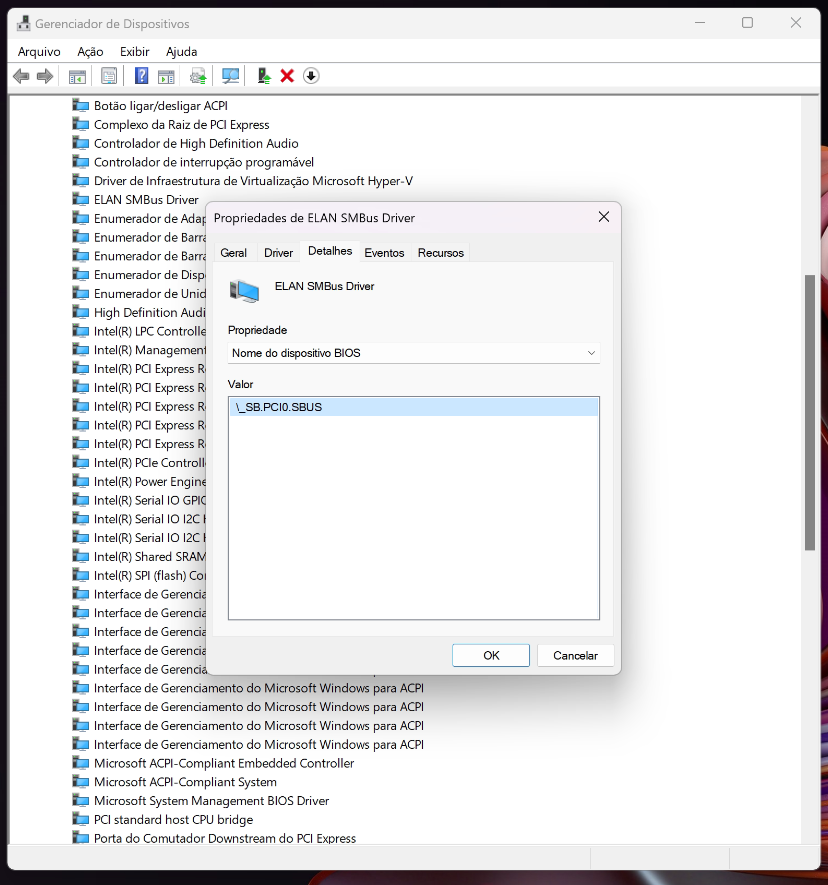 Gerenciador de Dispositivos
Arquivo Ação Exibir Ajuda
Botão ligar/desligar ACPI
Complexo da Raiz de PCI Express
Controlador de High Definition Audio
Controlador de interrupção programável
Driver de Infraestrutura de Virtualização Microsoft Hyper-V
ELAN SMBus Driver
Enumerador de Adap
Enumerador de Barra
Enumerador de Barra
Enumerador de Disp
Enumerador de Unid
High Definition Audi
Intel(R) LPC Controlle
Intel(R) Management
Intel(R) PCI Express R
Intel(R) PCI Express R
Intel(R) PCI Express R
Intel(R) PCI Express R
Intel(R) PCI Express R
Intel(R) PCIe Controll
Intel(R) Power Engine
Intel(R) Serial IO GPIO
Intel(R) Serial IO I2C H
Intel(R) Serial IO I2C H
Intel(R) Shared SRAM
Intel(R) SPI (flash) Co
Interface de Gerencia
Interface de Gerencia
Interface de Gerencia
Interface de Gerencia
Interface de Gerencia
Interface de Gerenciamento do Microsoft Windows para ACPI
Interface de Gerenciamento do Microsoft Windows para ACPI
Interface de Gerenciamento do Microsoft Windows para ACPI
Interface de Gerenciamento do Microsoft Windows para ACPI
Microsoft ACPI-Compliant Embedded Controller
Microsoft ACPI-Compliant System
Microsoft System Management BIOS Driver
PCI standard host CPU bridge
Porta do Comutador Downstream do PCI Express
Propriedades de ELAN SMBus Driver
Geral Driver Detalhes Eventos Recursos
ELAN SMBus Driver
Propriedade
Nome do dispositivo BIOS
Valor
\_SB.PCI0.SBUS
OK Cancelar